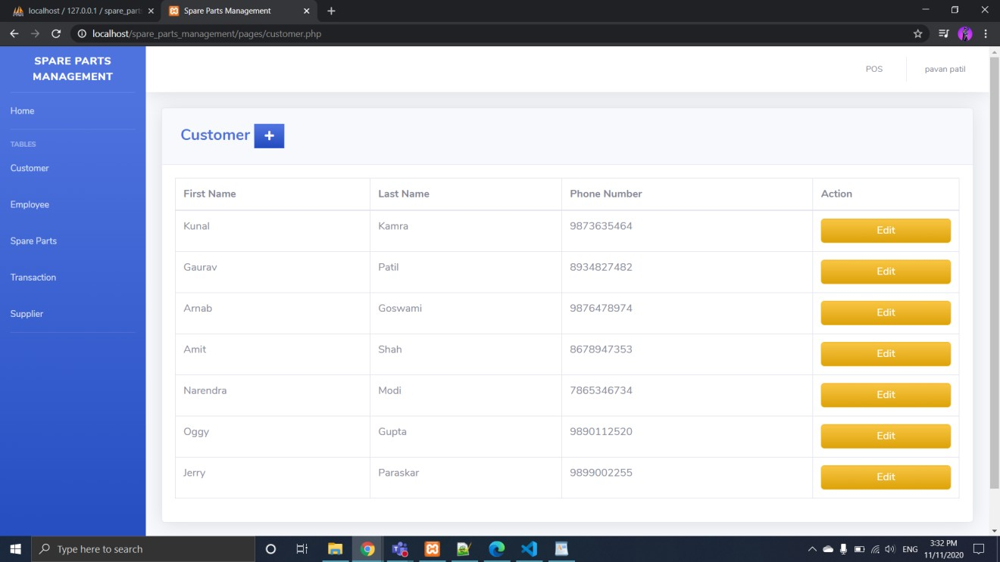 localhost / 127.0.0.1 / spare_part
Spare Parts Management
localhost/spare_parts_management/pages/customer.php
SPARE PARTS
MANAGEMENT
POS
pavan patil
Home
TABLES
Customer
Employee
Spare Parts
Transaction
Supplier
Customer +
First Name Last Name Phone Number Action
Kunal Kamra 9873635464 Edit
Gaurav Patil 8934827482 Edit
Arnab Goswami 9876478974 Edit
Amit Shah 8678947353 Edit
Narendra Modi 7865346734 Edit
Oggy Gupta 9890112520 Edit
Jerry Paraskar 9899002255 Edit
Type here to search
ENG
3:32 PM
11/11/2020